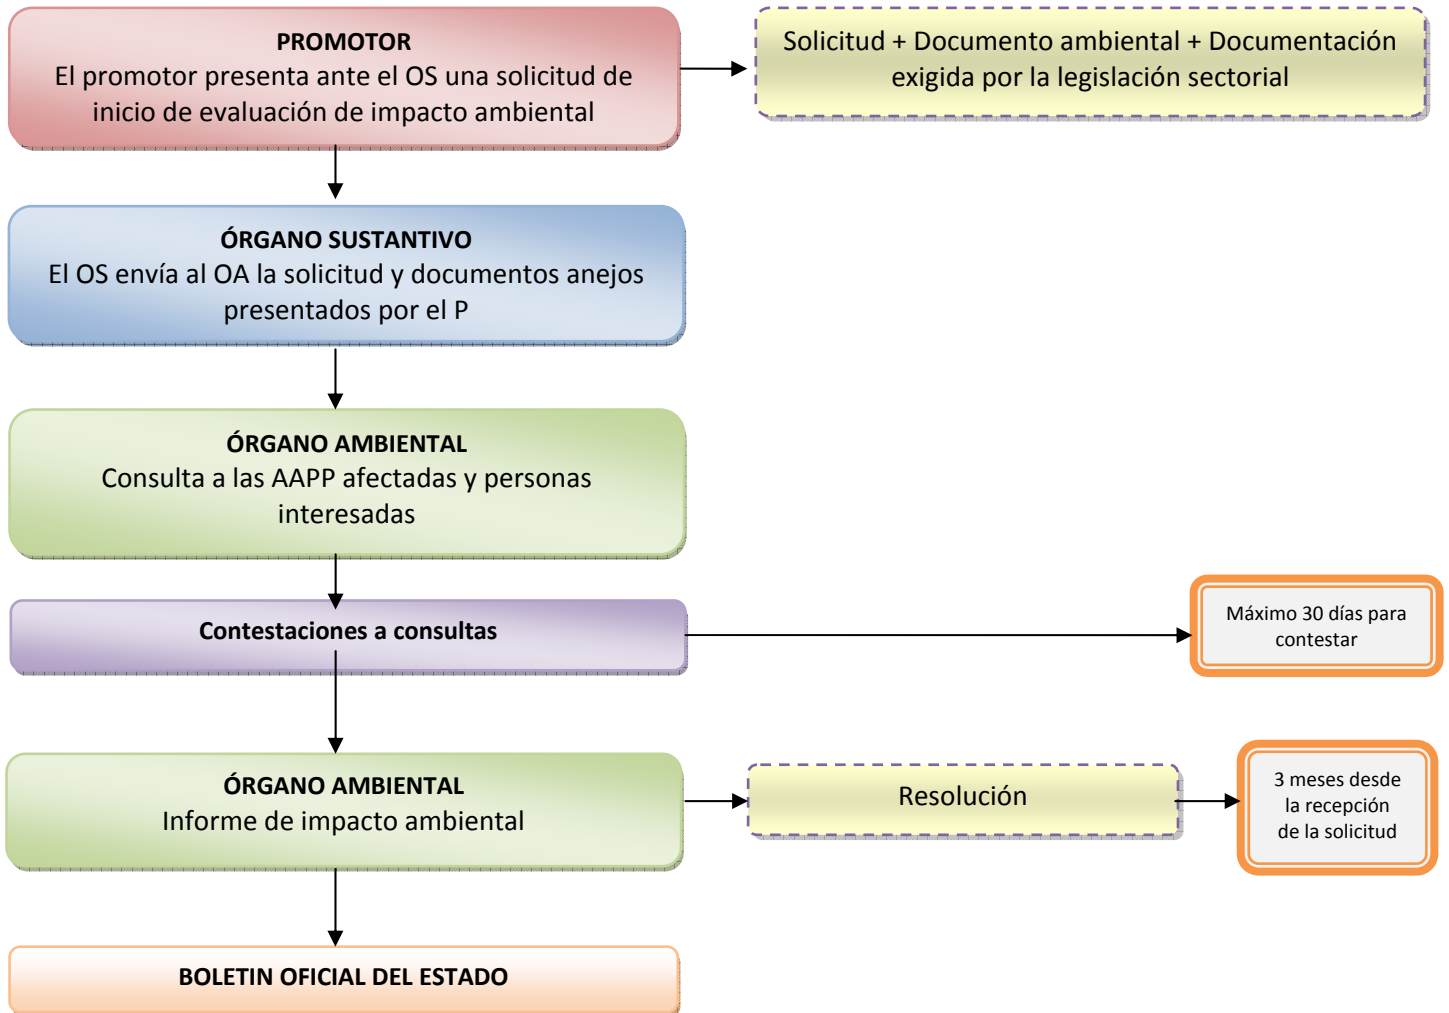 PROMOTOR
El promotor presenta ante el OS una solicitud de
inicio de evaluación de impacto ambiental
Solicitud + Documento ambiental + Documentación
exigida por la legislación sectorial
ÓRGANO SUSTANTIVO
El OS envía al OA la solicitud y documentos anejos
presentados por el P
ÓRGANO AMBIENTAL
Consulta a las AAPP afectadas y personas
interesadas
Contestaciones a consultas
Máximo 30 días para
contestar
ÓRGANO AMBIENTAL
Informe de impacto ambiental
Resolución
3 meses desde
la recepción
de la solicitud
BOLETIN OFICIAL DEL ESTADO